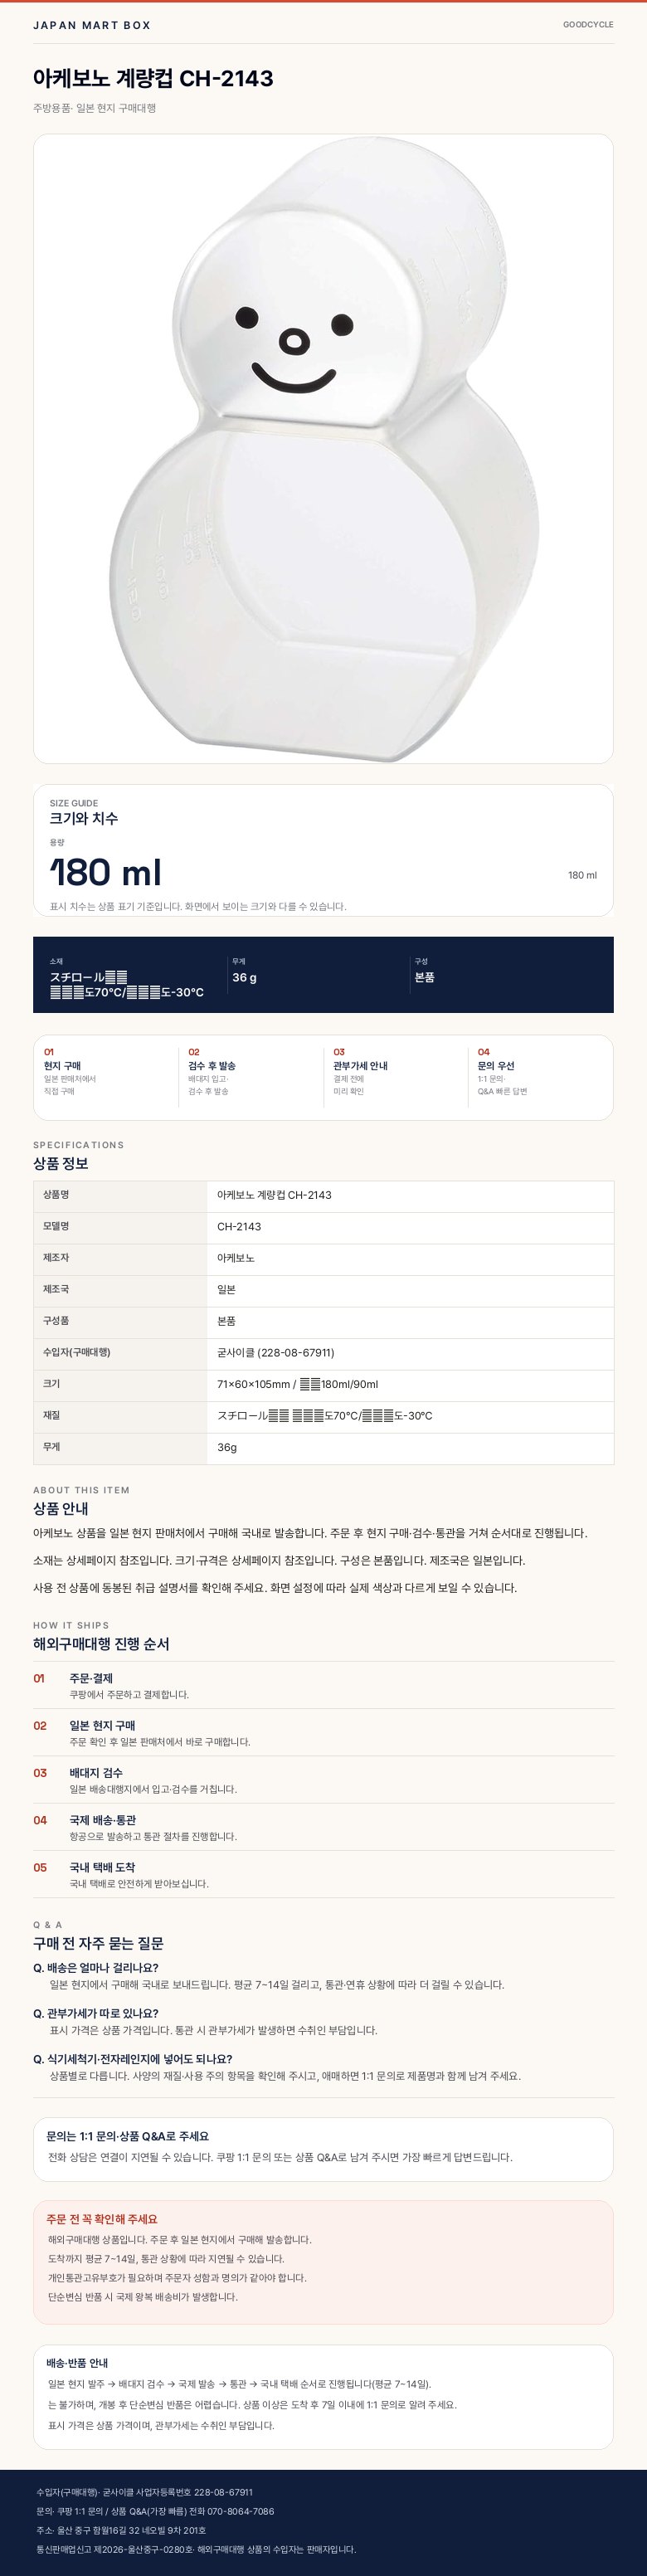 JAPAN MART BOX
GOODCYCLE
아케보노 계량컵 CH-2143
주방용품· 일본 현지 구매대행
SIZE GUIDE
크기와 치수
용량
180 ml
180 ml
표시 치수는 상품 표기 기준입니다. 화면에서 보이는 크기와 다를 수 있습니다.
소재
スチロール
도70℃/도-30℃
무게
36 g
구성
본품
01
현지 구매
일본 판매처에서
직접 구매
02
검수 후 발송
배대지 입고·
검수 후 발송
03
관부가세 안내
결제 전에
미리 확인
04
문의 우선
1:1 문의·
Q&A 빠른 답변
SPECIFICATIONS
상품 정보
상품명 아케보노 계량컵 CH-2143
모델명 CH-2143
제조자 아케보노
제조국 일본
구성품 본품
수입자(구매대행) 굳사이클 (228-08-67911)
크기 71×60×105mm / 180ml/90ml
재질 スチロール 도70℃/도-30℃
무게 36g
ABOUT THIS ITEM
상품 안내
아케보노 상품을 일본 현지 판매처에서 구매해 국내로 발송합니다. 주문 후 현지 구매·검수·통관을 거쳐 순서대로 진행됩니다.
소재는 상세페이지 참조입니다. 크기·규격은 상세페이지 참조입니다. 구성은 본품입니다. 제조국은 일본입니다.
사용 전 상품에 동봉된 취급 설명서를 확인해 주세요. 화면 설정에 따라 실제 색상과 다르게 보일 수 있습니다.
HOW IT SHIPS
해외구매대행 진행 순서
01 주문·결제
쿠팡에서 주문하고 결제합니다.
02 일본 현지 구매
주문 확인 후 일본 판매처에서 바로 구매합니다.
03 배대지 검수
일본 배송대행지에서 입고·검수를 거칩니다.
04 국제 배송·통관
항공으로 발송하고 통관 절차를 진행합니다.
05 국내 택배 도착
국내 택배로 안전하게 받아보십니다.
Q & A
구매 전 자주 묻는 질문
Q. 배송은 얼마나 걸리나요?
일본 현지에서 구매해 국내로 보내드립니다. 평균 7~14일 걸리고, 통관·연휴 상황에 따라 더 걸릴 수 있습니다.
Q. 관부가세가 따로 있나요?
표시 가격은 상품 가격입니다. 통관 시 관부가세가 발생하면 수취인 부담입니다.
Q. 식기세척기·전자레인지에 넣어도 되나요?
상품별로 다릅니다. 사양의 재질·사용 주의 항목을 확인해 주시고, 애매하면 1:1 문의로 제품명과 함께 남겨 주세요.
문의는 1:1 문의·상품 Q&A로 주세요
전화 상담은 연결이 지연될 수 있습니다. 쿠팡 1:1 문의 또는 상품 Q&A로 남겨 주시면 가장 빠르게 답변드립니다.
주문 전 꼭 확인해 주세요
해외구매대행 상품입니다. 주문 후 일본 현지에서 구매해 발송합니다.
도착까지 평균 7~14일, 통관 상황에 따라 지연될 수 있습니다.
개인통관고유부호가 필요하며 주문자 성함과 명의가 같아야 합니다.
단순변심 반품 시 국제 왕복 배송비가 발생합니다.
배송·반품 안내
일본 현지 발주 → 배대지 검수 → 국제 발송 → 통관 → 국내 택배 순서로 진행됩니다(평균 7~14일).
는 불가하며, 개봉 후 단순변심 반품은 어렵습니다. 상품 이상은 도착 후 7일 이내에 1:1 문의로 알려 주세요.
표시 가격은 상품 가격이며, 관부가세는 수취인 부담입니다.
수입자(구매대행)· 굳사이클 사업자등록번호 228-08-67911
문의· 쿠팡 1:1 문의 / 상품 Q&A(가장 빠름) 전화 070-8064-7086
주소· 울산 중구 함월16길 32 네오빌 9차 201호
통신판매업신고 제2026-울산중구-0280호· 해외구매대행 상품의 수입자는 판매자입니다.